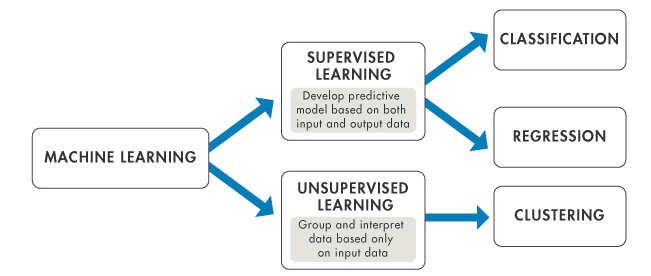 MACHINE LEARNING
SUPERVISED
LEARNING
Develop predictive
model based on both
input and output data
UNSUPERVISED
LEARNING
Group and interpret
data based only
on input data
CLASSIFICATION
REGRESSION
CLUSTERING